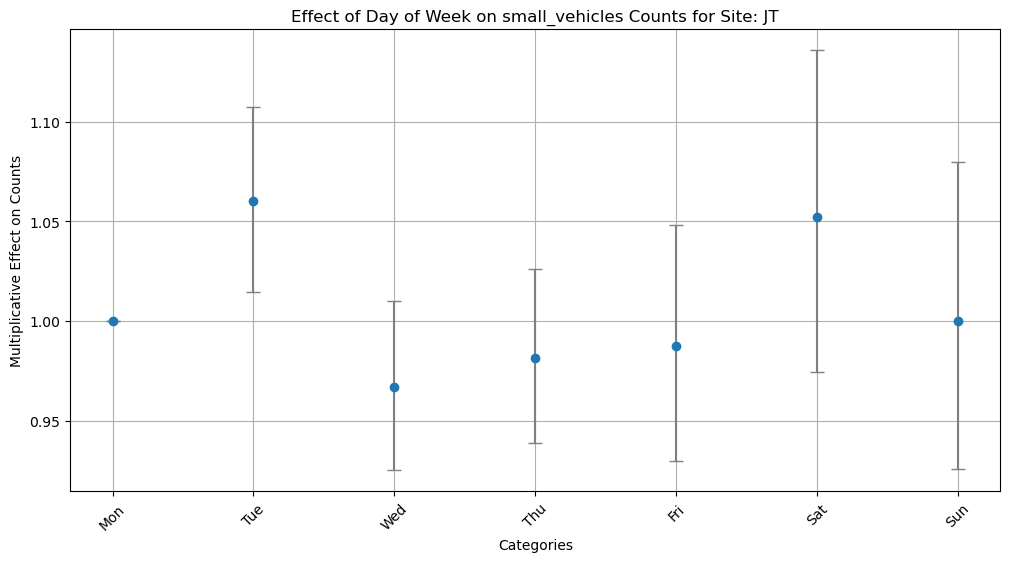 Effect of Day of Week on small_vehicles Counts for Site: JT
Multiplicative Effect on Counts
1.10
1.05
1.00
0.95
Mon
Tue
Wed
Thu
Fri
Sat
Sun
Categories